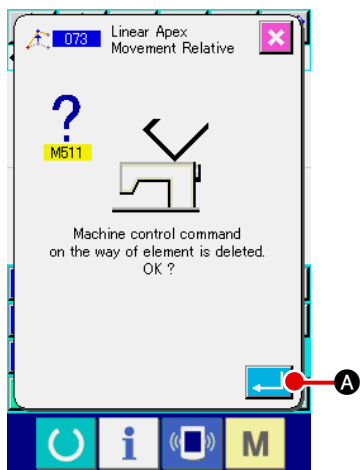 073
Linear Apex
Movement Relative
M511
Machine control command
on the way of element is deleted.
OK ?
A
i
M